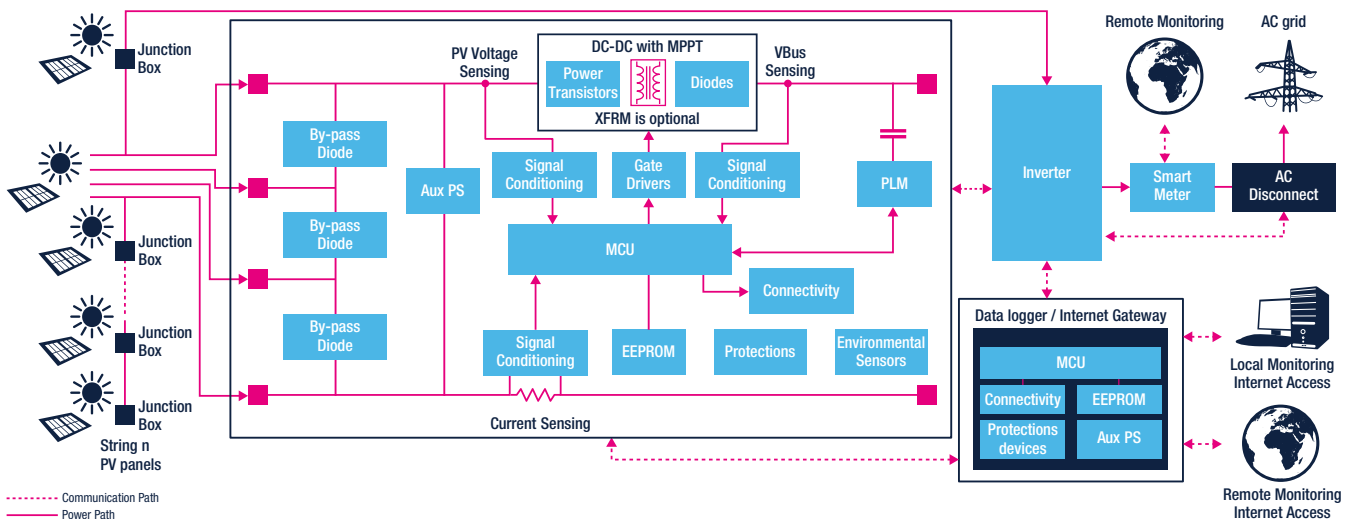 Junction
Box
PV Voltage
Sensing
DC-DC with MPPT
Power
Transistors
Diodes
XFRM is optional
VBus
Sensing
Remote Monitoring
AC grid
By-pass
Diode
Aux PS
Signal
Conditioning
Gate
Drivers
Signal
Conditioning
PLM
Inverter
Smart
Meter
AC
Disconnect
Junction
Box
By-pass
Diode
MCU
Connectivity
Junction
Box
By-pass
Diode
Signal
Conditioning
EEPROM
Protections
Environmental
Sensors
Data logger / Internet Gateway
MCU
Connectivity
EEPROM
Protections
devices
Aux PS
Local Monitoring
Internet Access
Junction
Box
Current Sensing
String n
PV panels
Remote Monitoring
Internet Access
Communication Path
Power Path